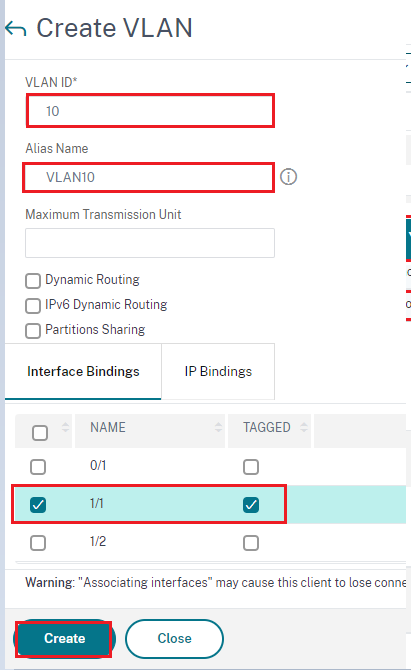 Create VLAN
VLAN ID*
10
Alias Name
VLAN10
Maximum Transmission Unit
Dynamic Routing
IPv6 Dynamic Routing
Partitions Sharing
Interface Bindings IP Bindings
NAME TAGGED
0/1
1/1
1/2
Warning: "Associating interfaces" may cause this client to lose conne
Create Close